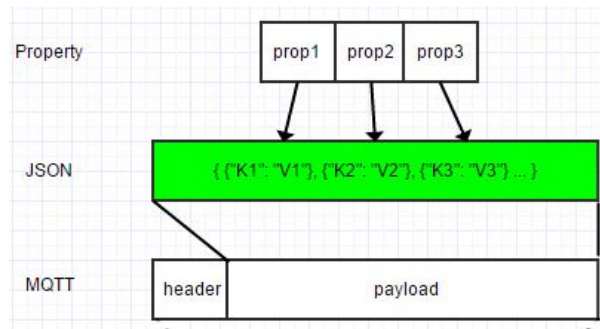 Property prop1 prop2 prop3
JSON { {"K1": "V1"}, {"K2": "V2"}, {"K3": "V3"} ... }
MQTT header payload